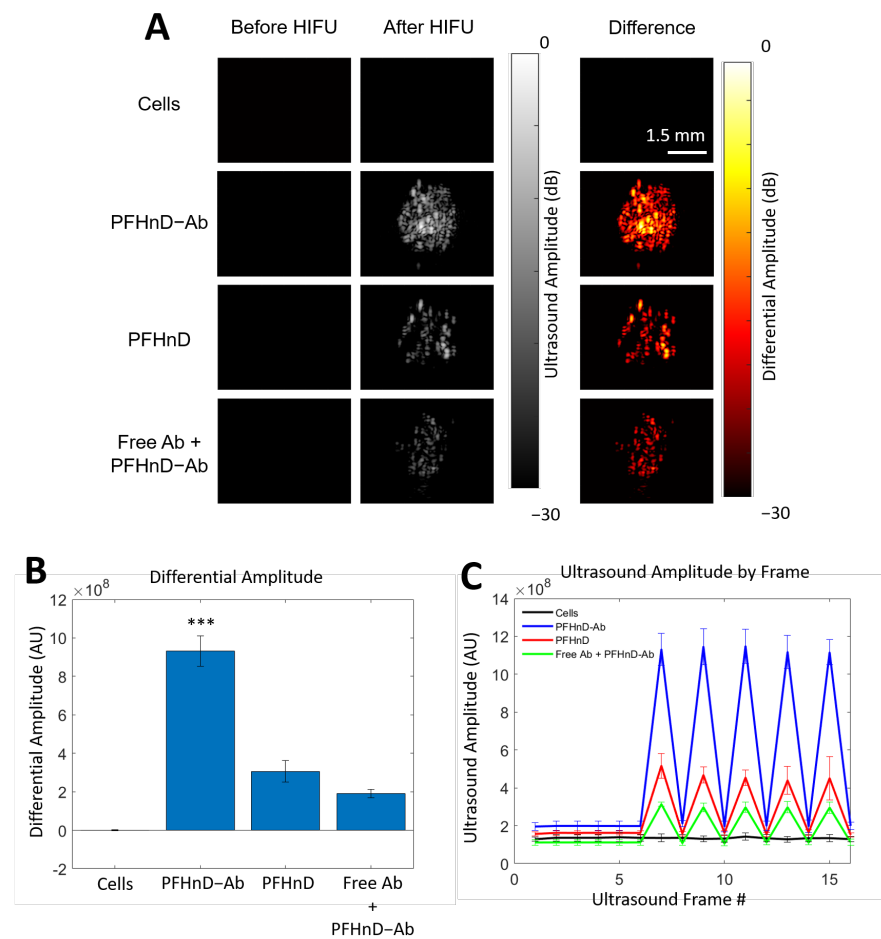 A
Before HIFU After HIFU Difference
0 0
Cells
1.5 mm
PFHnD−Ab
PFHnD
Free Ab +
PFHnD−Ab
Ultrasound Amplitude (dB)
Differential Amplitude (dB)
−30 −30
B
Differential Amplitude
×10⁸
Differential Amplitude (AU)
12
10
8
6
4
2
0
-2
***
Cells PFHnD−Ab PFHnD Free Ab
+
PFHnD−Ab
C
Ultrasound Amplitude by Frame
×10⁸
Ultrasound Amplitude (AU)
14
12
10
8
6
4
2
0
Cells
PFHnD-Ab
PFHnD
Free Ab + PFHnD-Ab
0 5 10 15
Ultrasound Frame #